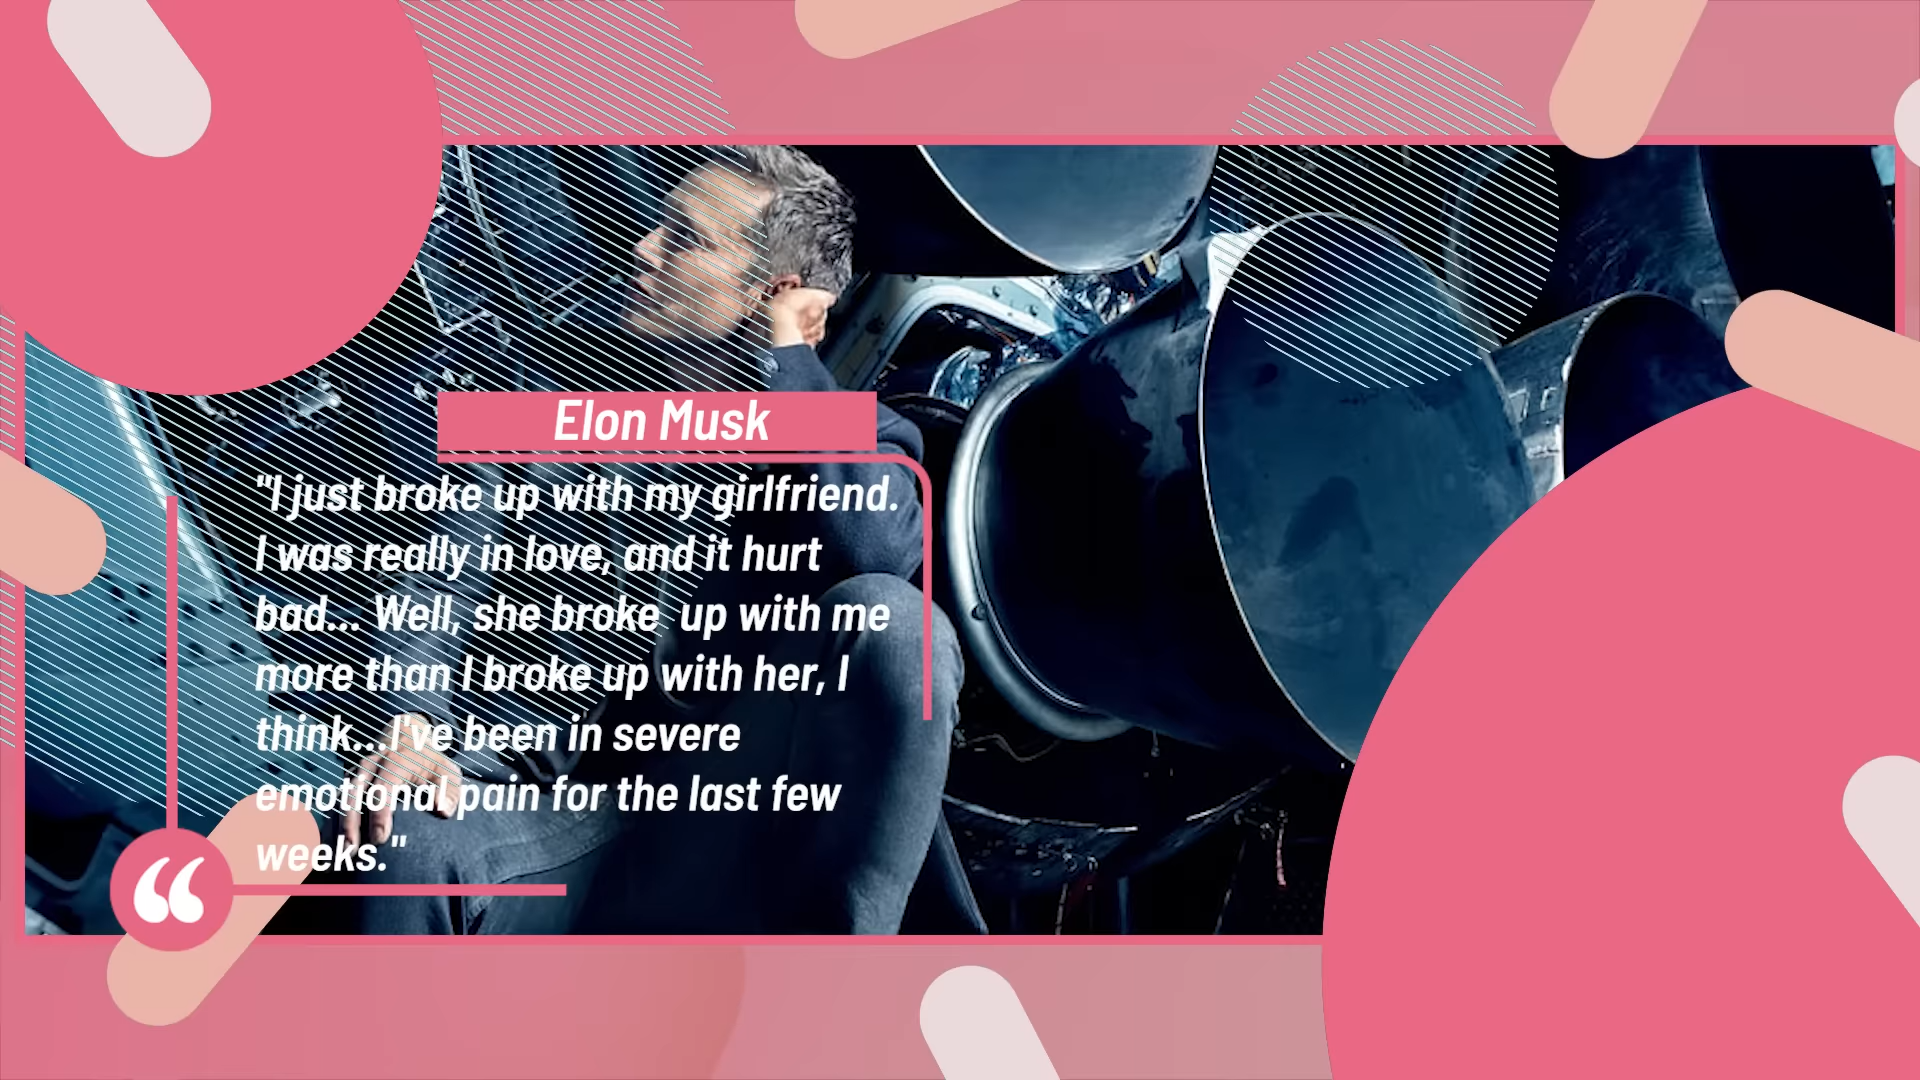 Elon Musk
"I just broke up with my girlfriend.
I was really in love, and it hurt
bad... Well, she broke  up with me
more than I broke up with her, I
think...I've been in severe
emotional pain for the last few
weeks."